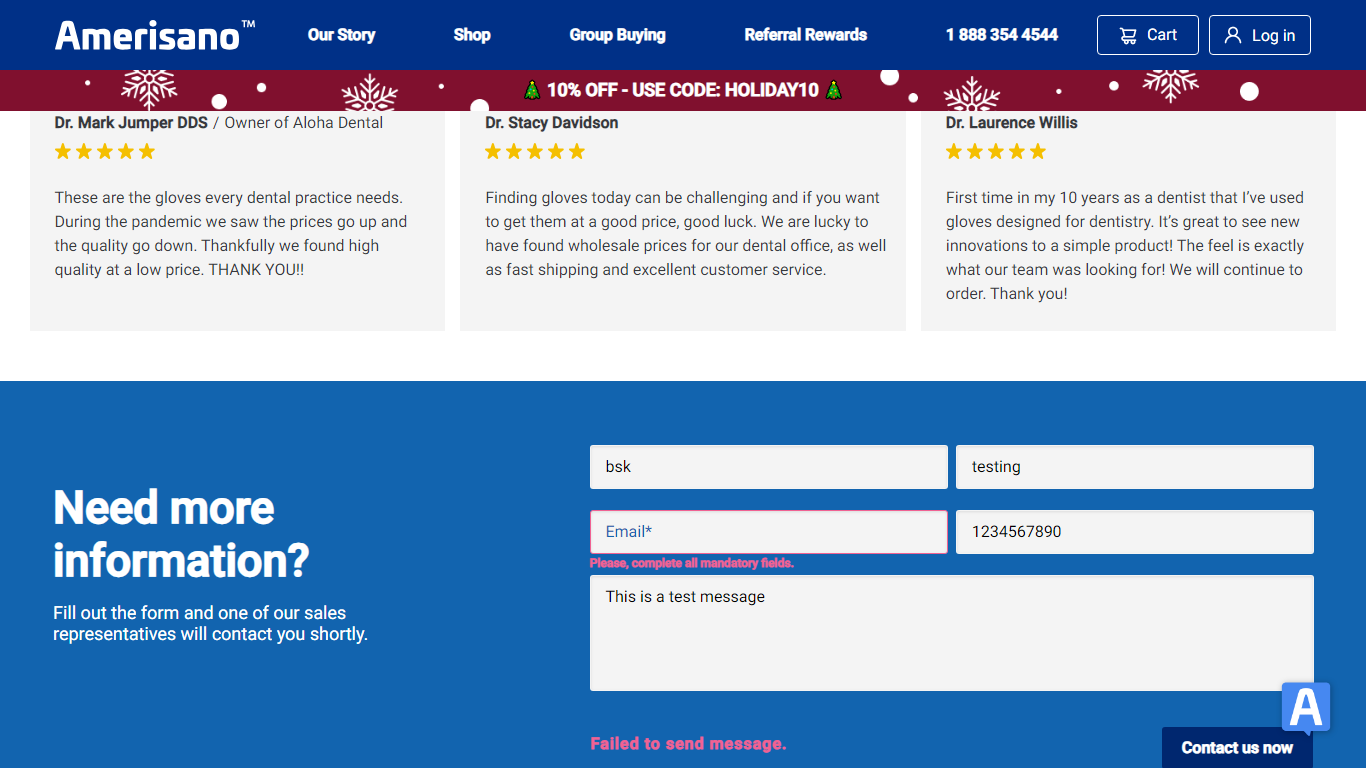 Amerisano™ Our Story Shop Group Buying Referral Rewards 1 888 354 4544 Cart Log in
🎄 10% OFF - USE CODE: HOLIDAY10 🎄
Dr. Mark Jumper DDS / Owner of Aloha Dental
These are the gloves every dental practice needs.
During the pandemic we saw the prices go up and
the quality go down. Thankfully we found high
quality at a low price. THANK YOU!!
Dr. Stacy Davidson
Finding gloves today can be challenging and if you want
to get them at a good price, good luck. We are lucky to
have found wholesale prices for our dental office, as well
as fast shipping and excellent customer service.
Dr. Laurence Willis
First time in my 10 years as a dentist that I’ve used
gloves designed for dentistry. It’s great to see new
innovations to a simple product! The feel is exactly
what our team was looking for! We will continue to
order. Thank you!
Need more
information?
Fill out the form and one of our sales
representatives will contact you shortly.
bsk
testing
Email*
1234567890
Please, complete all mandatory fields.
This is a test message
Failed to send message.
A
Contact us now